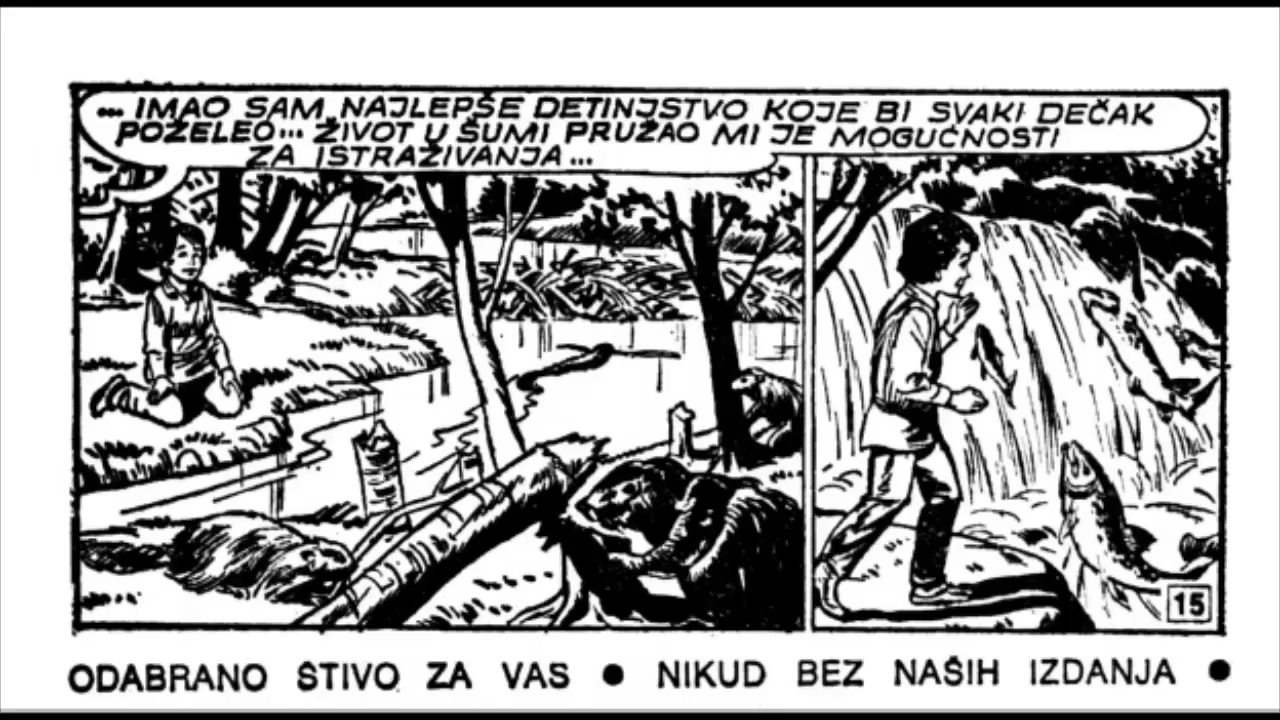 ... IMAO SAM NAJLEPŠE DETINJSTVO KOJE BI SVAKI DEČAK
POŽELEO... ŽIVOT U ŠUMI PRUŽAO MI JE MOGUĆNOSTI
ZA ISTRAŽIVANJA...
15
ODABRANO ŠTIVO ZA VAS ● NIKUD BEZ NAŠIH IZDANJA ●